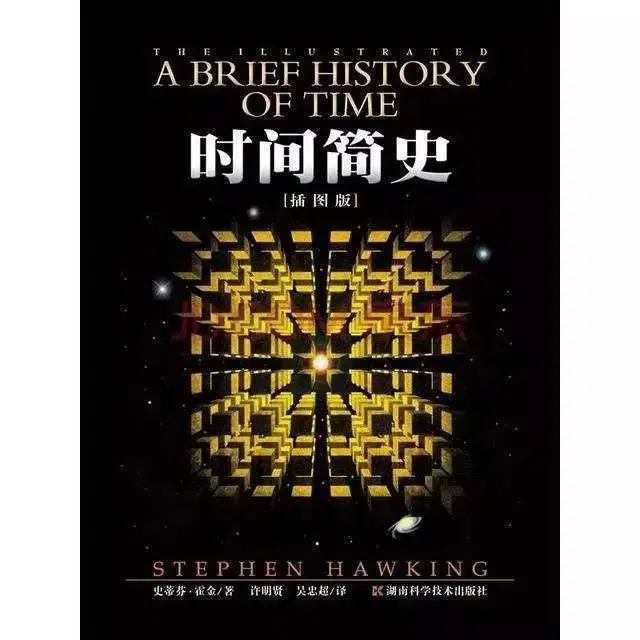 THE ILLUSTRATED
A BRIEF HISTORY
OF TIME
时间简史
[插图版]
STEPHEN HAWKING
史蒂芬·霍金/著 许明贤 吴忠超/译 湖南科学技术出版社